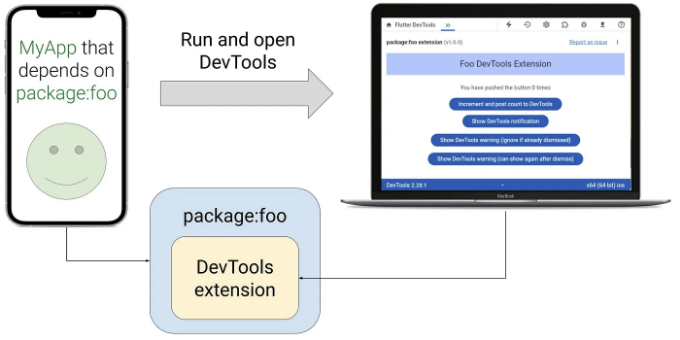 MyApp that
depends on
package:foo
Run and open
DevTools
Flutter DevTools
package:foo extension (v1.0.0)
Report an issue
Foo DevTools Extension
You have pushed the button 0 times
Increment and post count to DevTools
Show DevTools notification
Show DevTools warning (ignore if already dismissed)
Show DevTools warning (can show again after dismiss)
DevTools 2.28.1
x64 (64 bit) ios
MacBook
package:foo
DevTools
extension